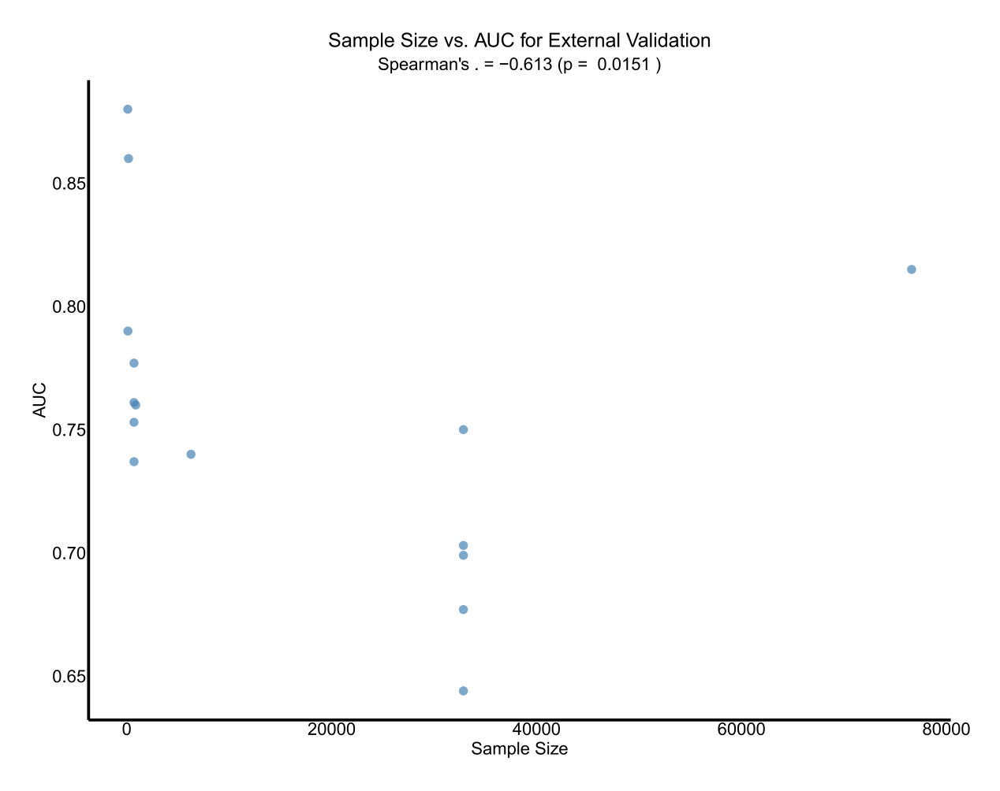 Sample Size vs. AUC for External Validation
Spearman's . = −0.613 (p =  0.0151 )
0.85
0.80
0.75
0.70
0.65
AUC
0 20000 40000 60000 80000
Sample Size